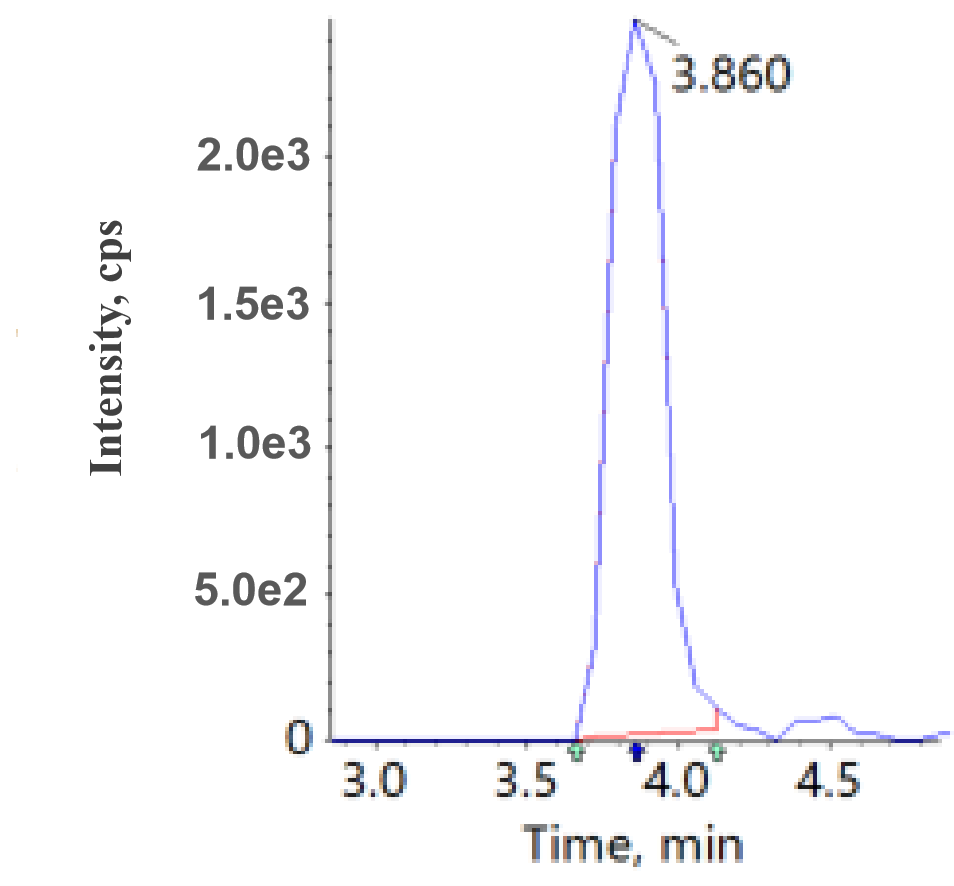 3.860
2.0e3
1.5e3
1.0e3
5.0e2
0
Intensity, cps
3.0 3.5 4.0 4.5
Time, min